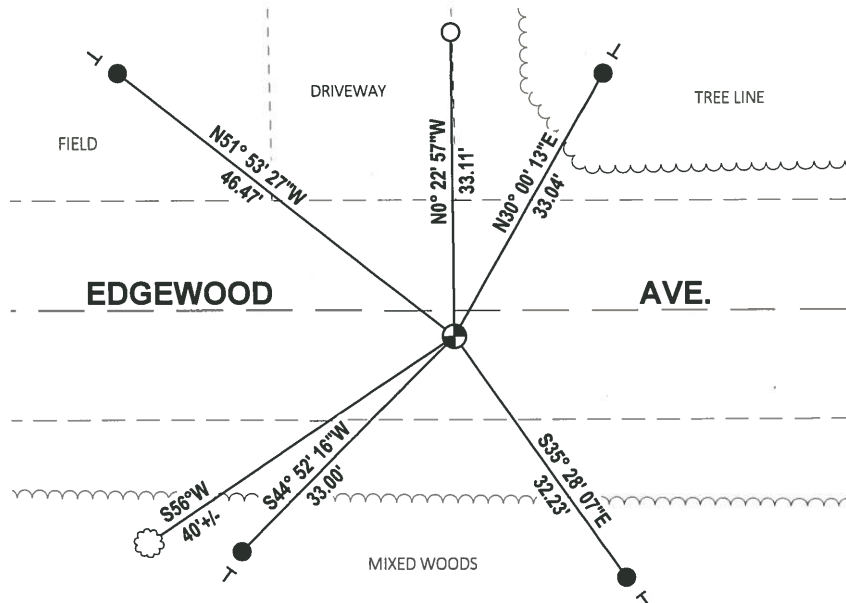 DRIVEWAY
TREE LINE
FIELD
N51° 53' 27"W
46.47'
N0° 22' 57"W
33.11'
N30° 00' 13"E
33.04'
EDGEWOOD AVE.
S56°W
40'+/-
S44° 52' 16"W
33.00'
S35° 28' 07"E
32.23'
MIXED WOODS